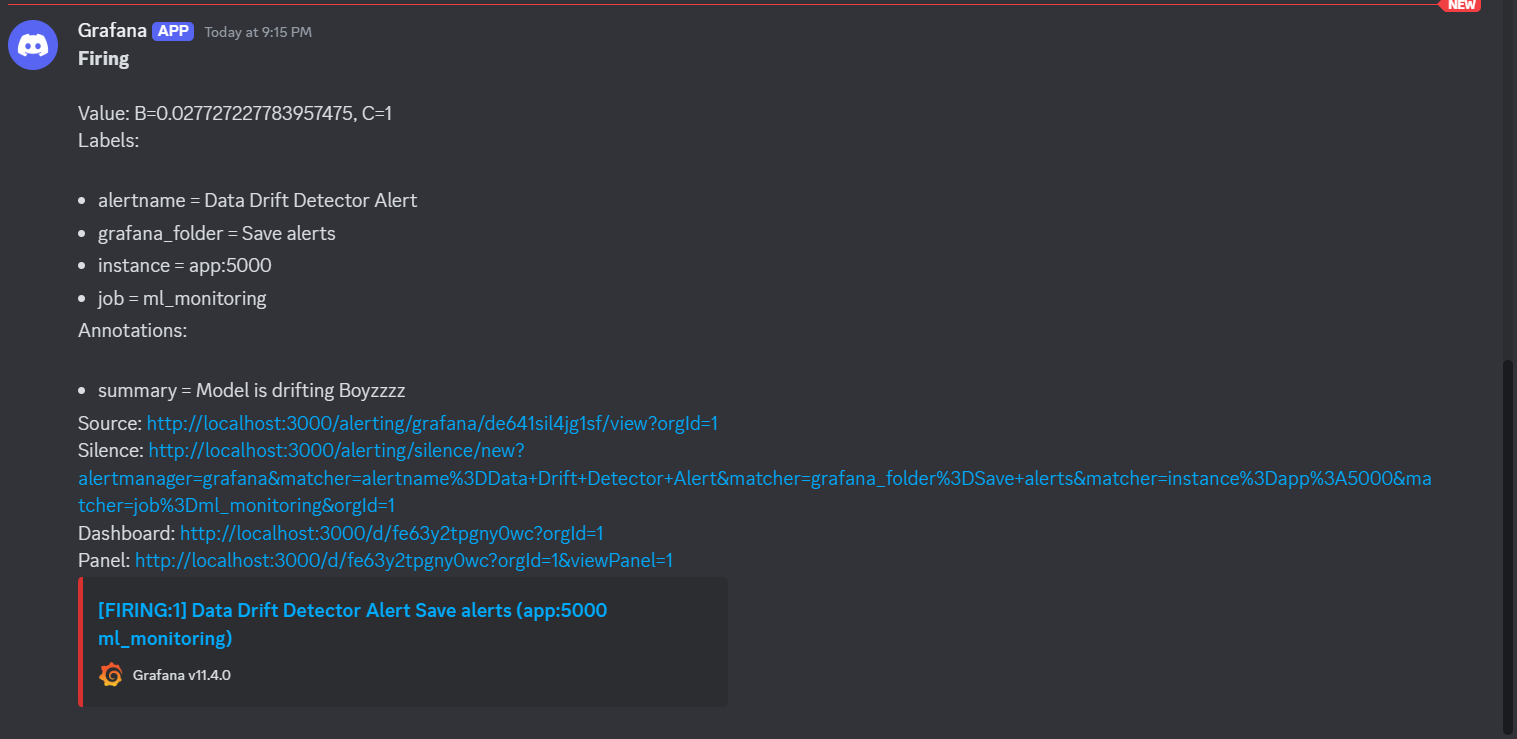 NEW
Grafana APP Today at 9:15 PM
Firing
Value: B=0.027727227783957475, C=1
Labels:
• alertname = Data Drift Detector Alert
• grafana_folder = Save alerts
• instance = app:5000
• job = ml_monitoring
Annotations:
• summary = Model is drifting Boyzzzz
Source: http://localhost:3000/alerting/grafana/de641sil4jg1sf/view?orgId=1
Silence: http://localhost:3000/alerting/silence/new?
alertmanager=grafana&matcher=alertname%3DData+Drift+Detector+Alert&matcher=grafana_folder%3DSave+alerts&matcher=instance%3Dapp%3A5000&ma
tcher=job%3Dml_monitoring&orgId=1
Dashboard: http://localhost:3000/d/fe63y2tpgny0wc?orgId=1
Panel: http://localhost:3000/d/fe63y2tpgny0wc?orgId=1&viewPanel=1
[FIRING:1] Data Drift Detector Alert Save alerts (app:5000
ml_monitoring)
Grafana v11.4.0